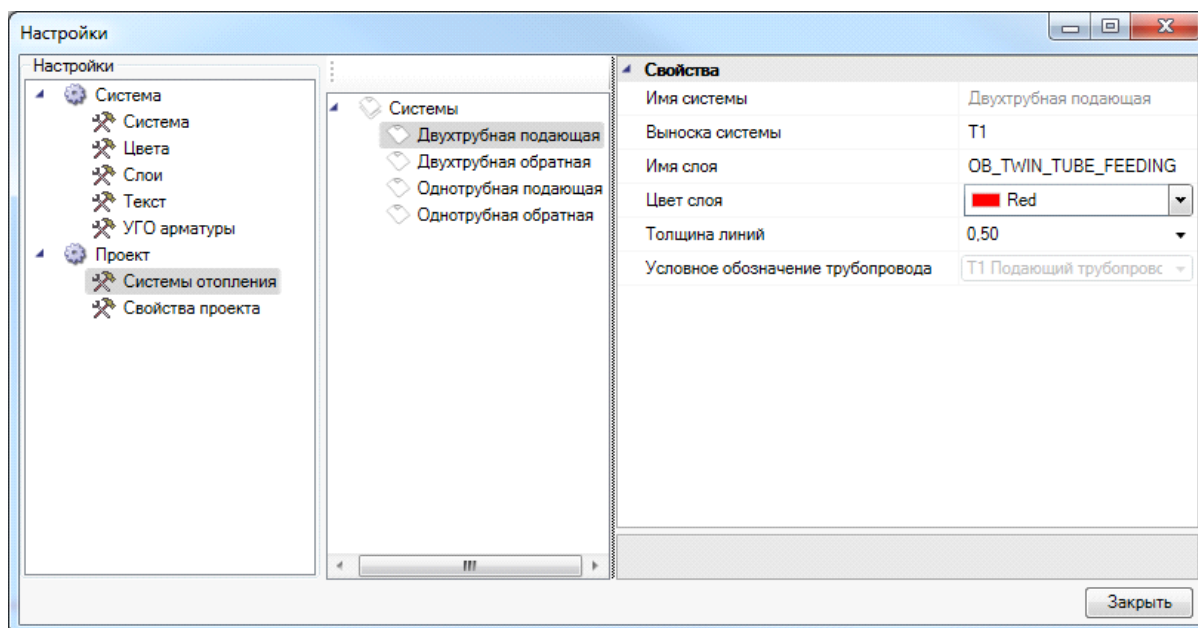 Настройки
Настройки
Система
Система
Цвета
Слои
Текст
УГО арматуры
Проект
Системы отопления
Свойства проекта
Системы
Двухтрубная подающая
Двухтрубная обратная
Однотрубная подающая
Однотрубная обратная
Свойства
Имя системы Двухтрубная подающая
Выноска системы T1
Имя слоя OB_TWIN_TUBE_FEEDING
Цвет слоя Red
Толщина линий 0,50
Условное обозначение трубопровода T1 Подающий трубопрово
Закрыть